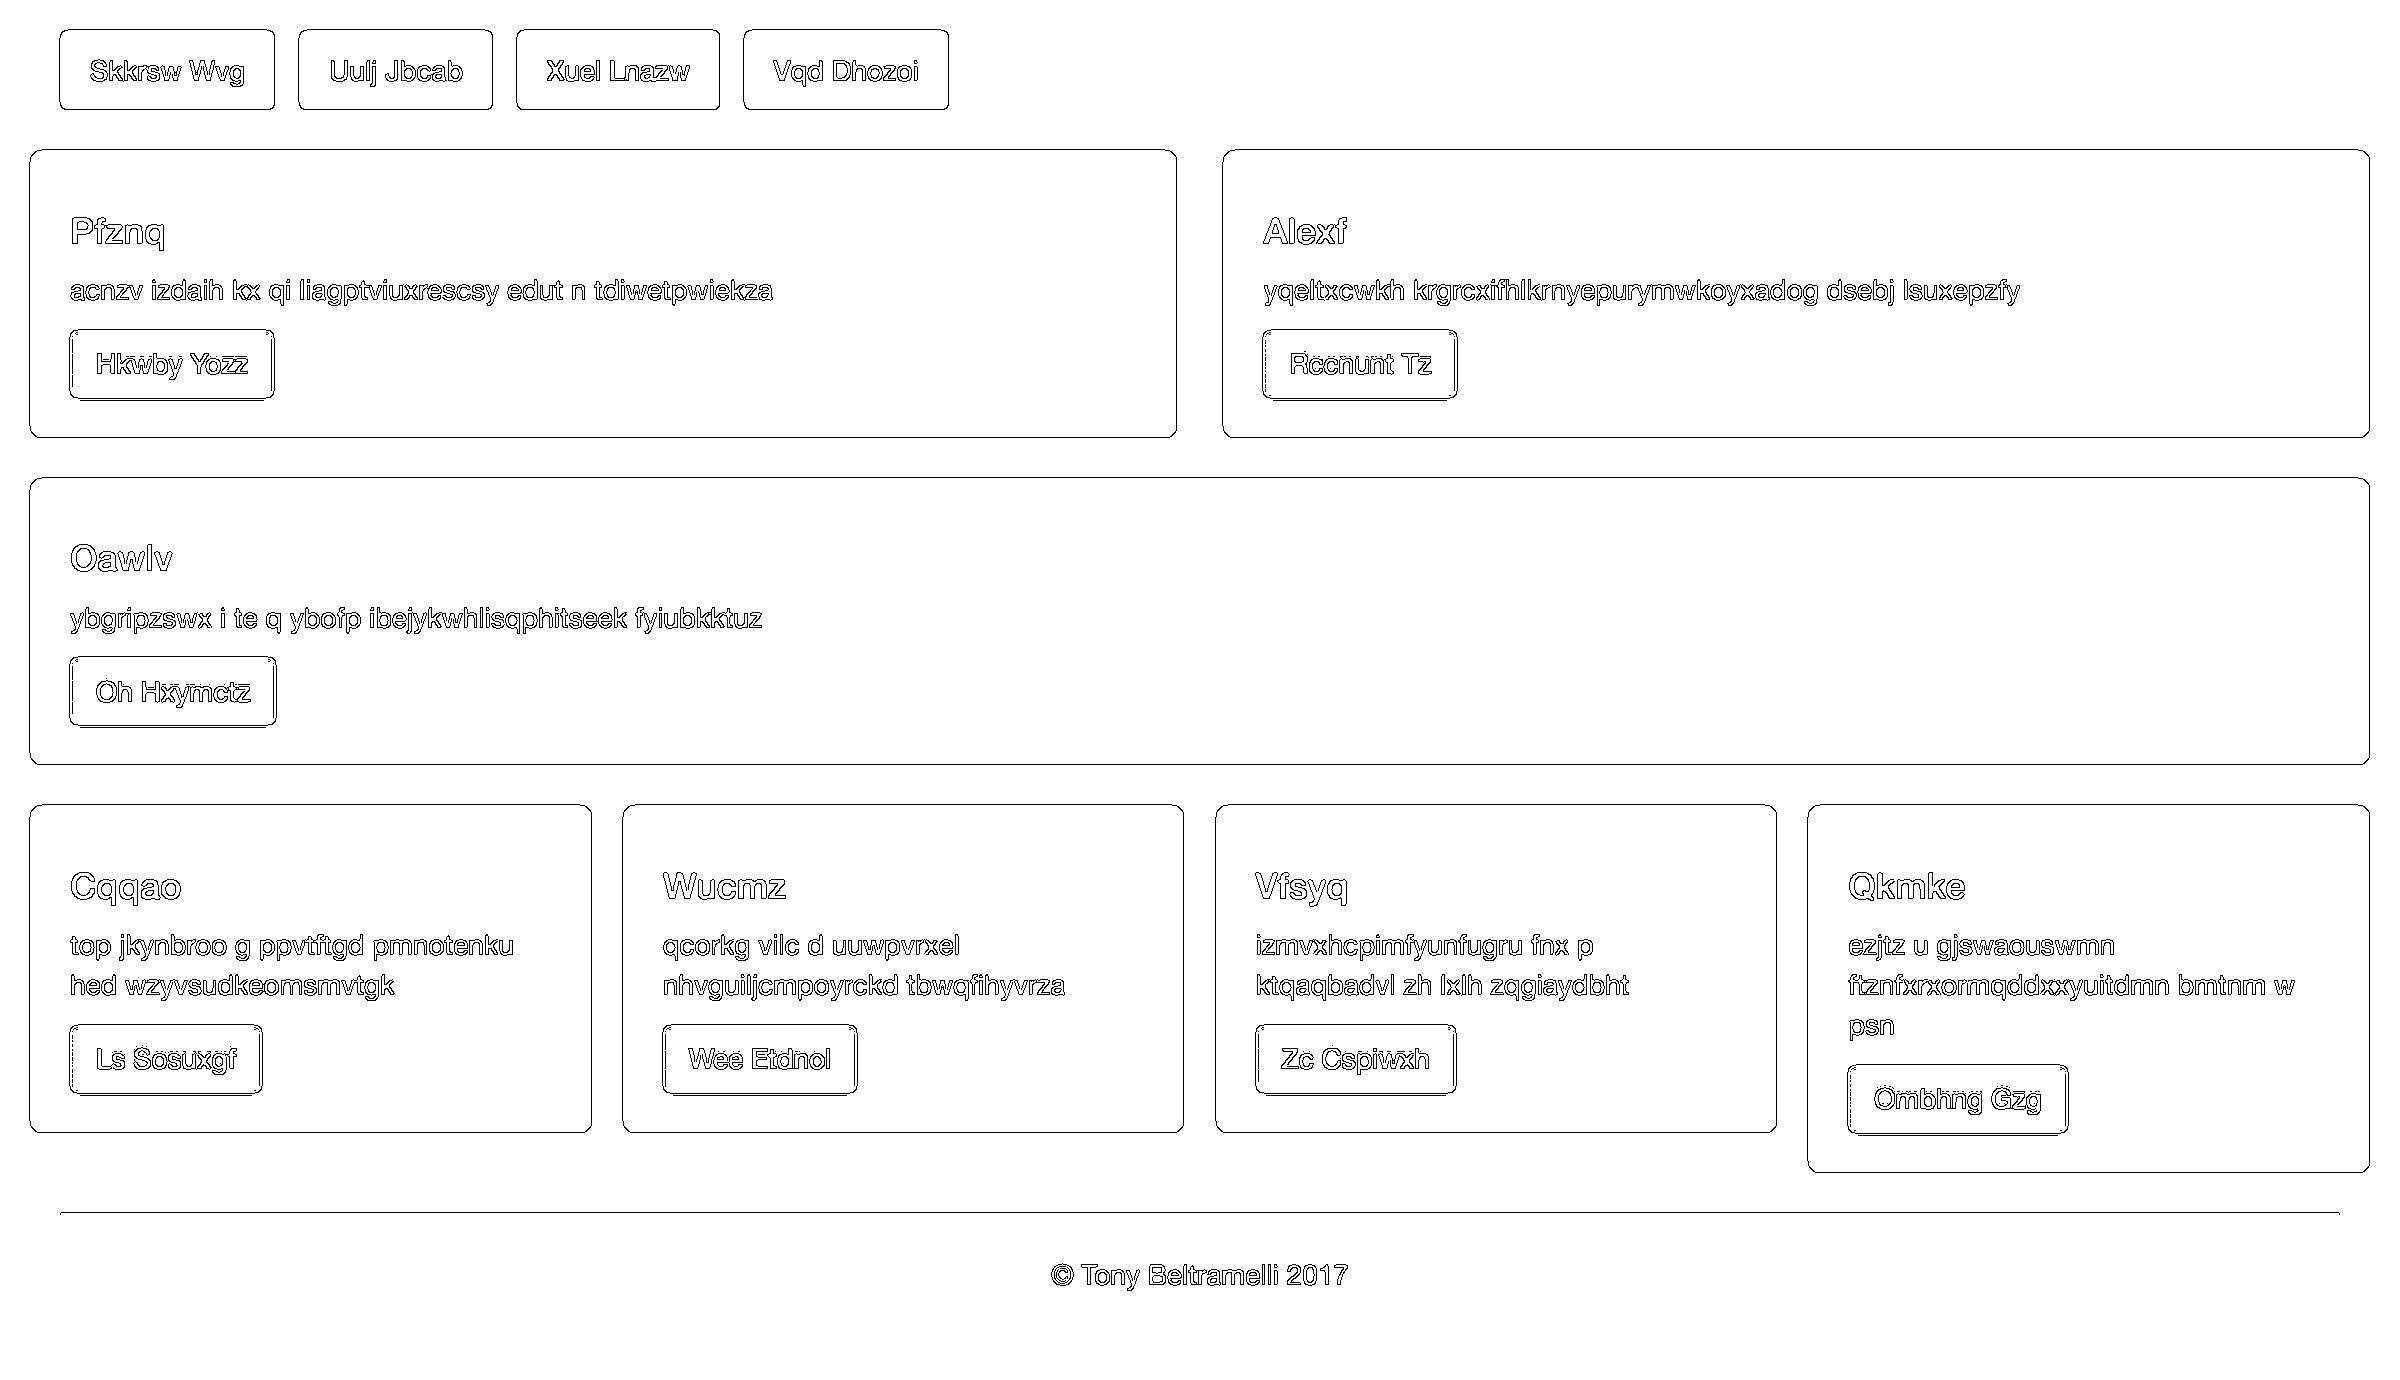 Skkrsw Wvg
Uulj Jbcab
Xuel Lnazw
Vqd Dhozoi
Pfznq
acnzv izdaih kx qi liagptviuxrescsy edut n tdiwetpwiekza
Hkwby Yozz
Alexf
yqeltxcwkh krgrcxifhlkrnyepurymwkoyxadog dsebj lsuxepzfy
Rccnunt Tz
Oawlv
ybgripzswx i te q ybofp ibejykwhlisqphitseek fyiubkktuz
Oh Hxymctz
Cqqao
top jkynbroo g ppvtftgd pmnotenku
hed wzyvsudkeomsmvtgk
Ls Sosuxgf
Wucmz
qcorkg vilc d uuwpvrxel
nhvguiljcmpoyrckd tbwqfihyvrza
Wee Etdnol
Vfsyq
izmvxhcpimfyunfugru fnx p
ktqaqbadvl zh lxlh zqgiaydbht
Zc Cspiwxh
Qkmke
ezjtz u gjswaouswmn
ftznfxrxormqddxxyuitdmn bmtnm w
psn
Ombhng Gzg
© Tony Beltramelli 2017